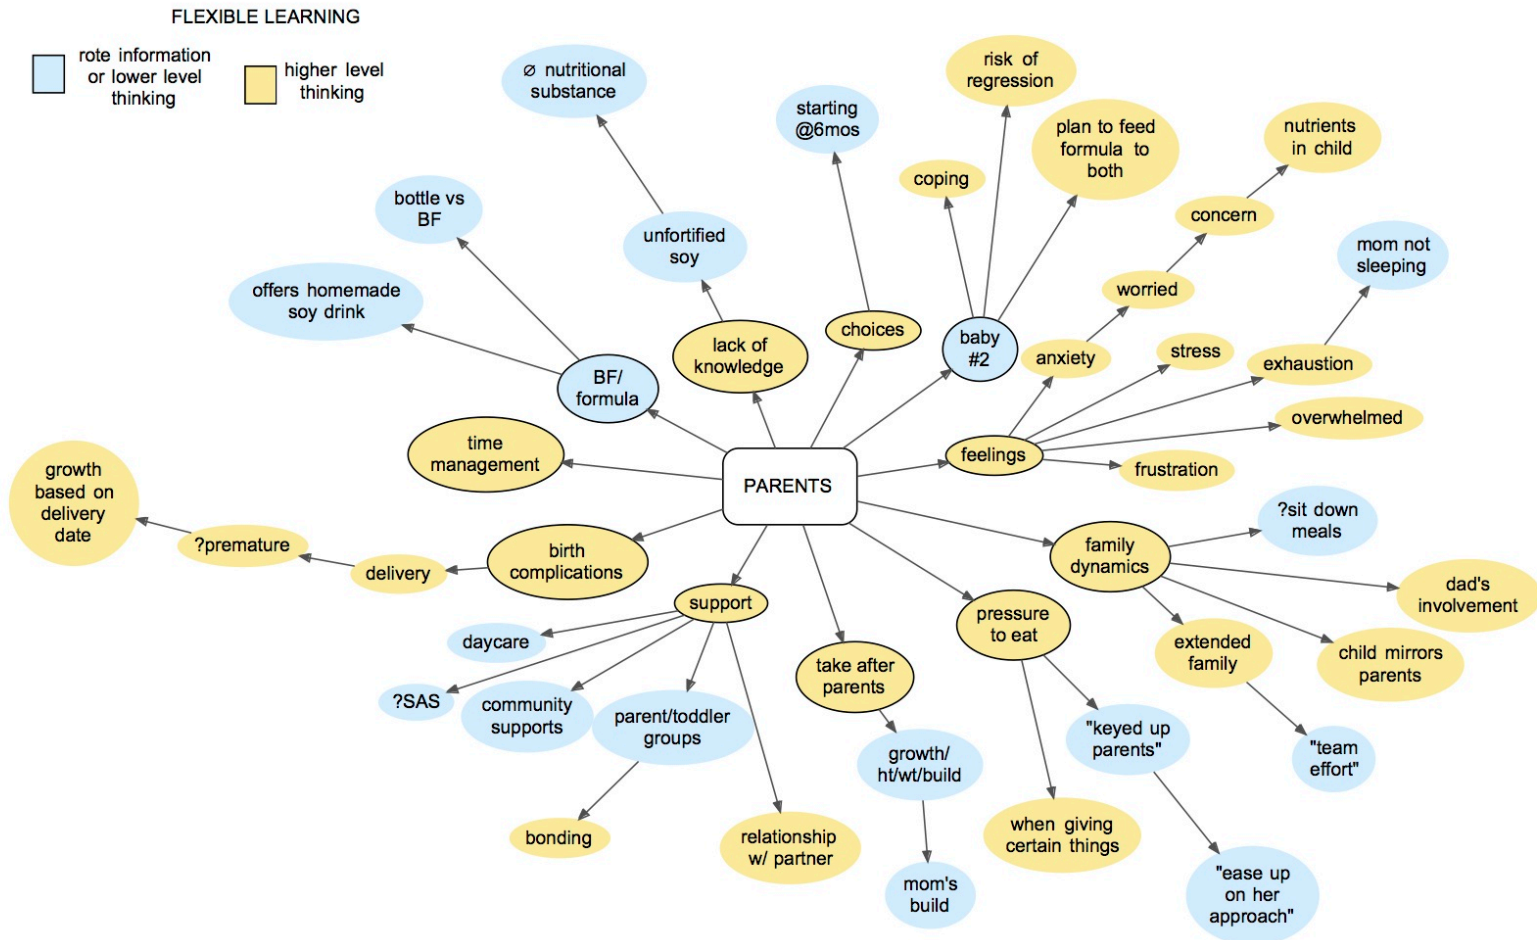 FLEXIBLE LEARNING
rote information
or lower level
thinking
higher level
thinking
∅ nutritional
substance
starting
@6mos
risk of
regression
plan to feed
formula to
both
nutrients
in child
coping
concern
bottle vs
BF
unfortified
soy
mom not
sleeping
offers homemade
soy drink
worried
choices
baby
#2
anxiety
stress
exhaustion
lack of
knowledge
BF/
formula
overwhelmed
time
management
feelings
frustration
PARENTS
growth
based on
delivery
date
?premature
delivery
birth
complications
?sit down
meals
family
dynamics
dad's
involvement
support
pressure
to eat
daycare
extended
family
child mirrors
parents
take after
parents
?SAS
community
supports
parent/toddler
groups
"keyed up
parents"
growth/
ht/wt/build
"team
effort"
bonding
relationship
w/ partner
when giving
certain things
mom's
build
"ease up
on her
approach"